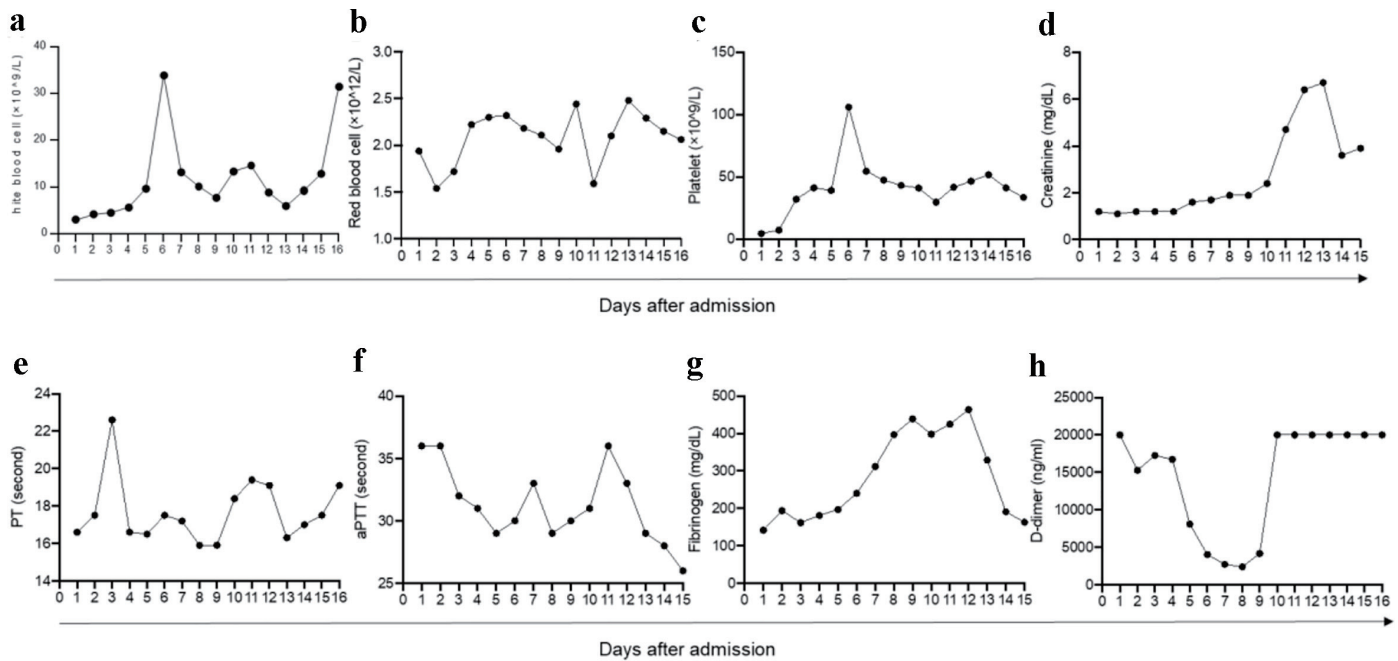 a
b
c
d
hite blood cell (×10^9/L)
40
30
20
10
0
0 1 2 3 4 5 6 7 8 9 10 11 12 13 14 15 16
Red blood cell (×10^12/L)
3.0
2.5
2.0
1.5
1.0
0 1 2 3 4 5 6 7 8 9 10 11 12 13 14 15 16
Platelet (×10^9/L)
150
100
50
0
0 1 2 3 4 5 6 7 8 9 10 11 12 13 14 15 16
Creatinine (mg/dL)
8
6
4
2
0
0 1 2 3 4 5 6 7 8 9 10 11 12 13 14 15
Days after admission
e
f
g
h
PT (second)
24
22
20
18
16
14
0 1 2 3 4 5 6 7 8 9 10 11 12 13 14 15 16
aPTT (second)
40
35
30
25
0 1 2 3 4 5 6 7 8 9 10 11 12 13 14 15
Fibrinogen (mg/dL)
500
400
300
200
100
0
0 1 2 3 4 5 6 7 8 9 10 11 12 13 14 15
D-dimer (ng/ml)
25000
20000
15000
10000
5000
0
0 1 2 3 4 5 6 7 8 9 10 11 12 13 14 15 16
Days after admission